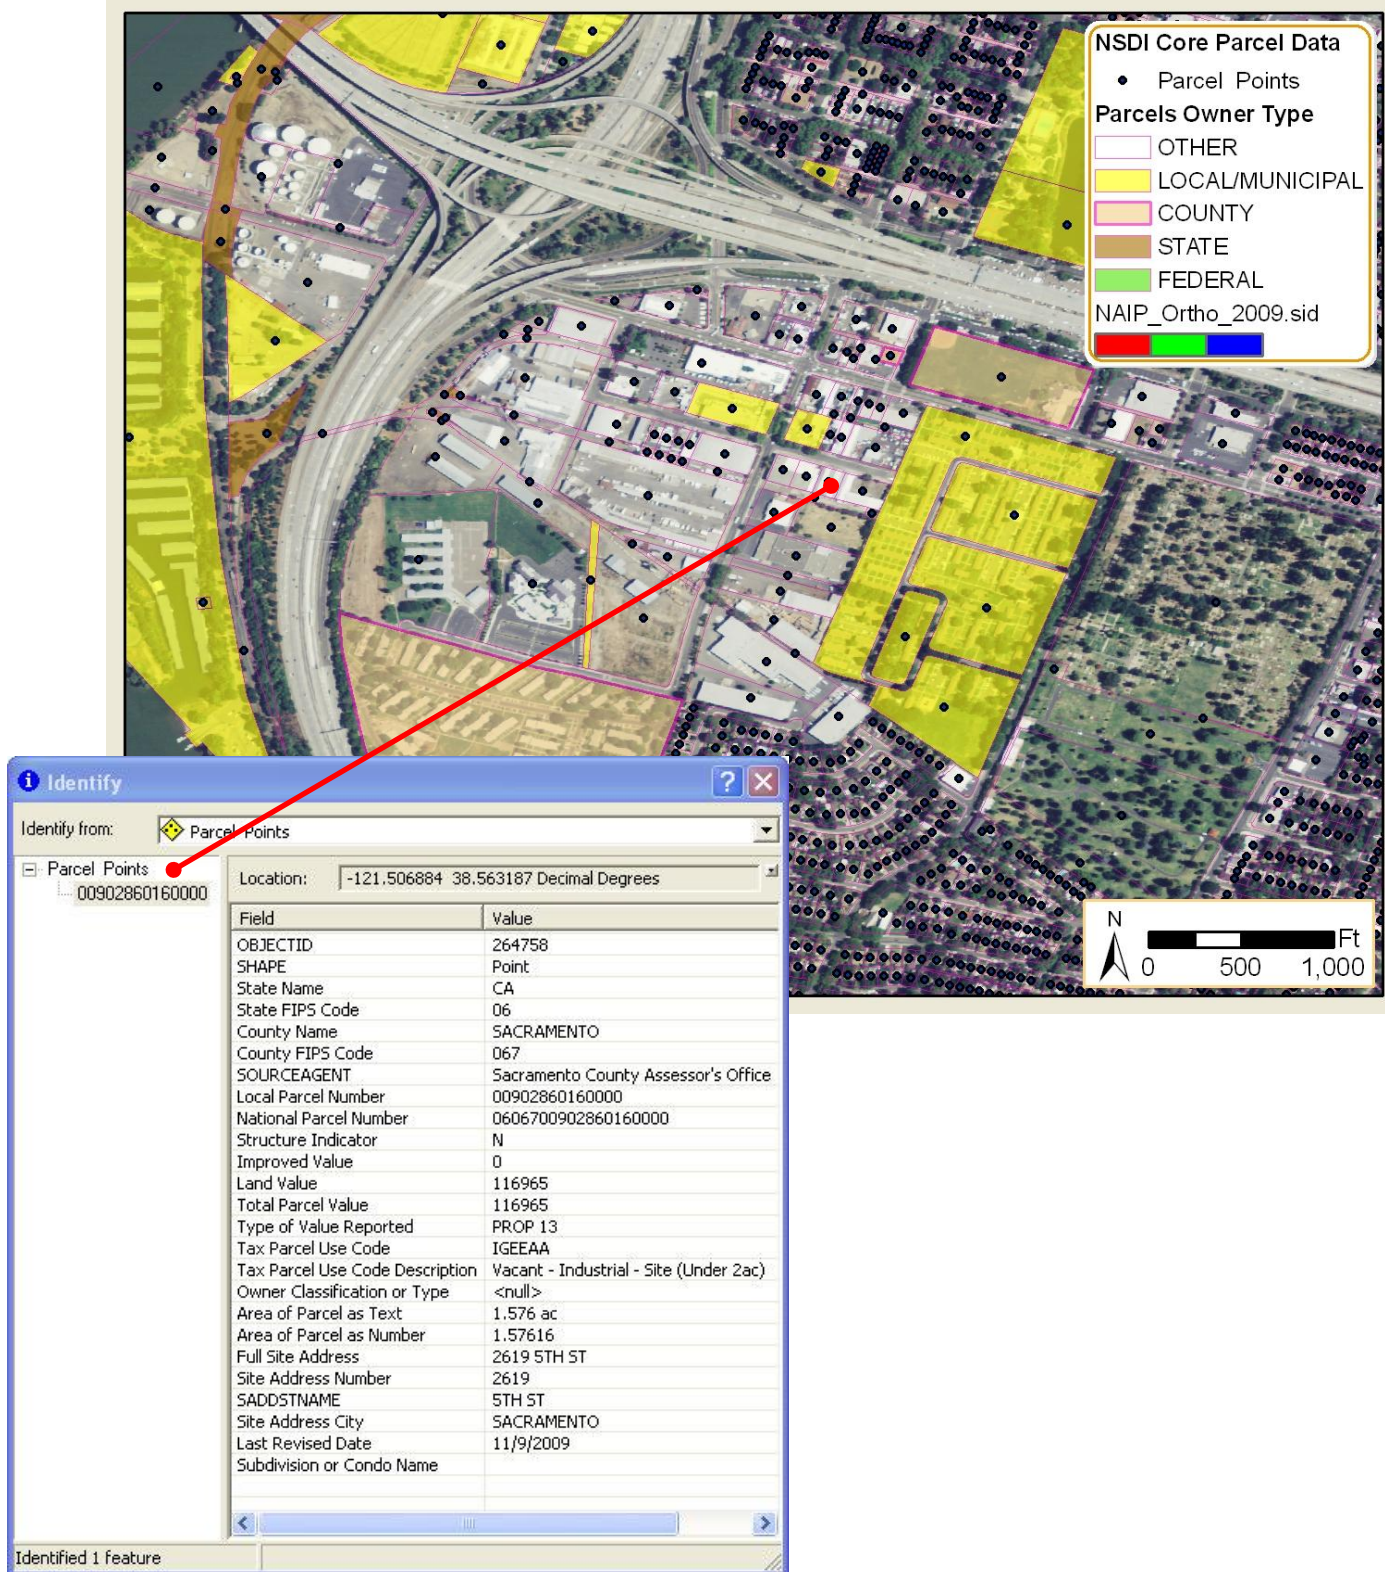 NSDI Core Parcel Data
Parcel Points
Parcels Owner Type
OTHER
LOCAL/MUNICIPAL
COUNTY
STATE
FEDERAL
NAIP_Ortho_2009.sid
N
Ft
0 500 1,000
Identify
Identify from: Parcel Points
Parcel Points
00902860160000
Location: -121.506884 38.563187 Decimal Degrees
Field Value
OBJECTID 264758
SHAPE Point
State Name CA
State FIPS Code 06
County Name SACRAMENTO
County FIPS Code 067
SOURCEAGENT Sacramento County Assessor's Office
Local Parcel Number 00902860160000
National Parcel Number 0606700902860160000
Structure Indicator N
Improved Value 0
Land Value 116965
Total Parcel Value 116965
Type of Value Reported PROP 13
Tax Parcel Use Code IGEEAA
Tax Parcel Use Code Description Vacant - Industrial - Site (Under 2ac)
Owner Classification or Type <null>
Area of Parcel as Text 1.576 ac
Area of Parcel as Number 1.57616
Full Site Address 2619 5TH ST
Site Address Number 2619
SADDSTNAME 5TH ST
Site Address City SACRAMENTO
Last Revised Date 11/9/2009
Subdivision or Condo Name
Identified 1 feature